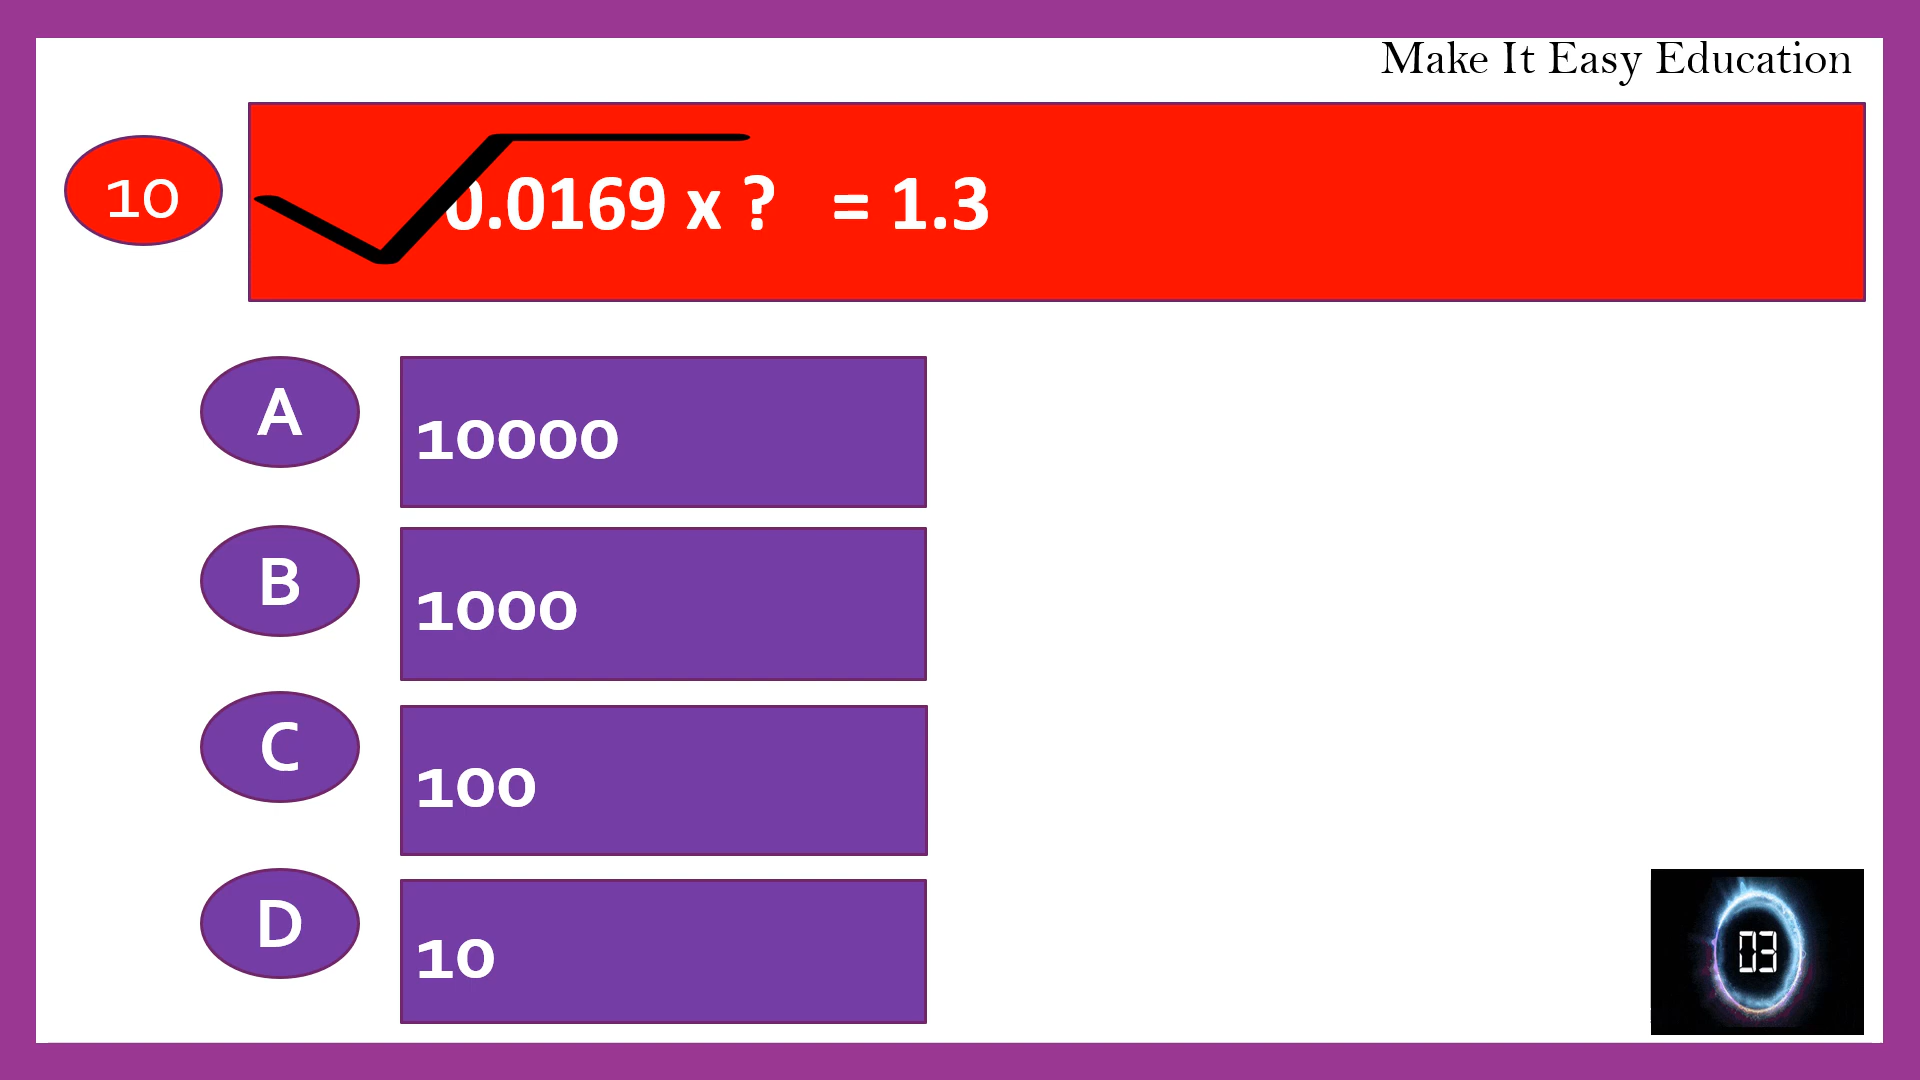 Make It Easy Education
10
√0.0169 x ? = 1.3
A
10000
B
1000
C
100
D
10
03